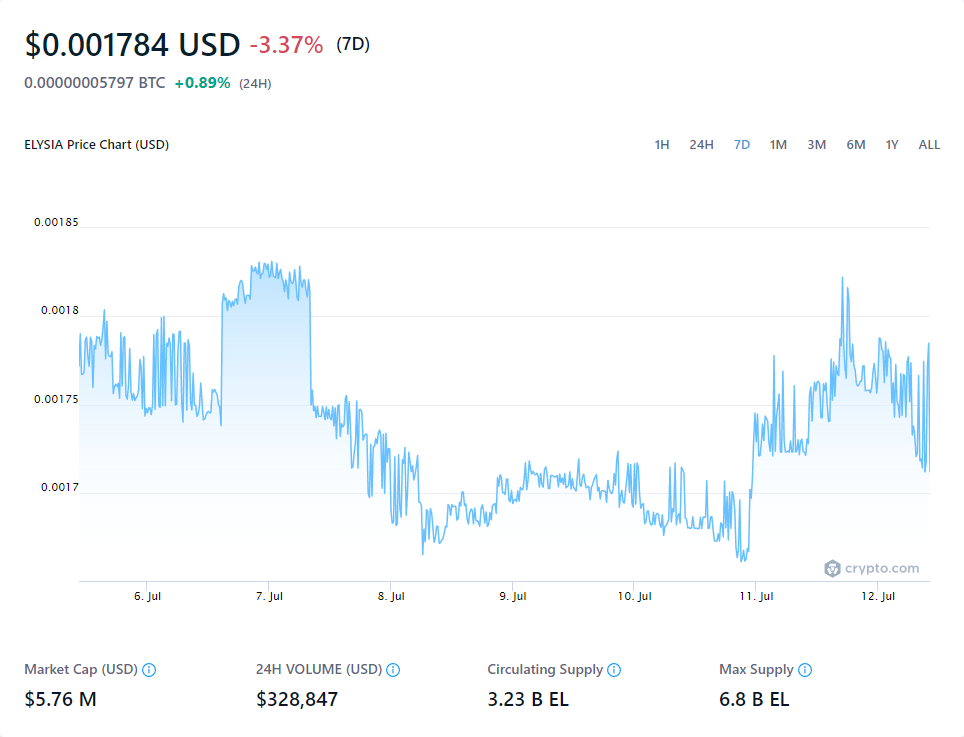 $0.001784 USD -3.37% (7D)
0.00000005797 BTC +0.89% (24H)
ELYSIA Price Chart (USD) 1H 24H 7D 1M 3M 6M 1Y ALL
0.00185
0.0018
0.00175
0.0017
crypto.com
6. Jul 7. Jul 8. Jul 9. Jul 10. Jul 11. Jul 12. Jul
Market Cap (USD) 24H VOLUME (USD) Circulating Supply Max Supply
$5.76 M $328,847 3.23 B EL 6.8 B EL